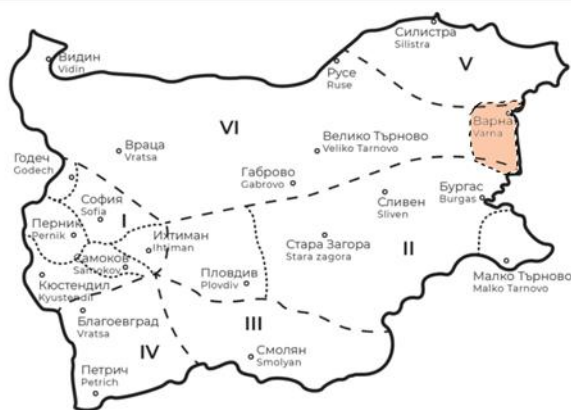 Силистра
Silistra
V
Видин
Vidin
Русе
Ruse
Варна
Varna
VI
Враца
Vratsa
Велико Търново
Veliko Tarnovo
Годеч
Godech
Габрово
Gabrovo
София
Sofia
I
Сливен
Sliven
Бургас
Burgas
Перник
Pernik
Ихтиман
Ihtiman
Стара Загора
Stara zagora
II
Самоков
Samokov
Пловдив
Plovdiv
Малко Търново
Malko Tarnovo
Кюстендил
Kyustendil
Благоевград
Vratsa
III
IV
Смолян
Smolyan
Петрич
Petrich